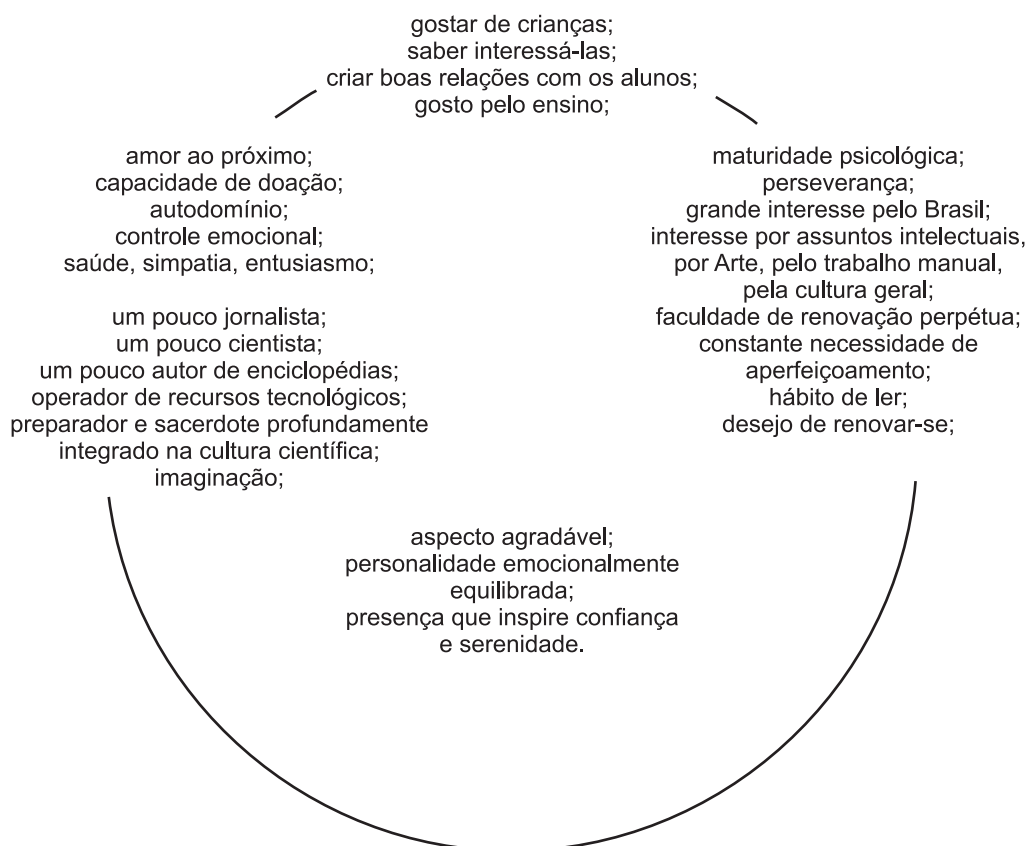 gostar de crianças;
saber interessá-las;
criar boas relações com os alunos;
gosto pelo ensino;
amor ao próximo;
capacidade de doação;
autodomínio;
controle emocional;
saúde, simpatia, entusiasmo;
um pouco jornalista;
um pouco cientista;
um pouco autor de enciclopédias;
operador de recursos tecnológicos;
preparador e sacerdote profundamente
integrado na cultura científica;
imaginação;
maturidade psicológica;
perseverança;
grande interesse pelo Brasil;
interesse por assuntos intelectuais,
por Arte, pelo trabalho manual,
pela cultura geral;
faculdade de renovação perpétua;
constante necessidade de
aperfeiçoamento;
hábito de ler;
desejo de renovar-se;
aspecto agradável;
personalidade emocionalmente
equilibrada;
presença que inspire confiança
e serenidade.